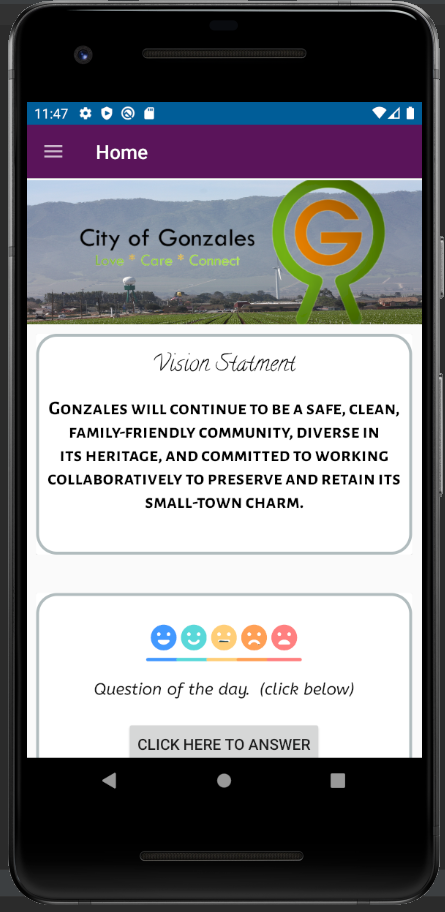 11:47
Home
City of Gonzales
Love * Care * Connect
Vision Statment
Gonzales will continue to be a safe, clean,
family-friendly community, diverse in
its heritage, and committed to working
collaboratively to preserve and retain its
small-town charm.
Question of the day. (click below)
CLICK HERE TO ANSWER